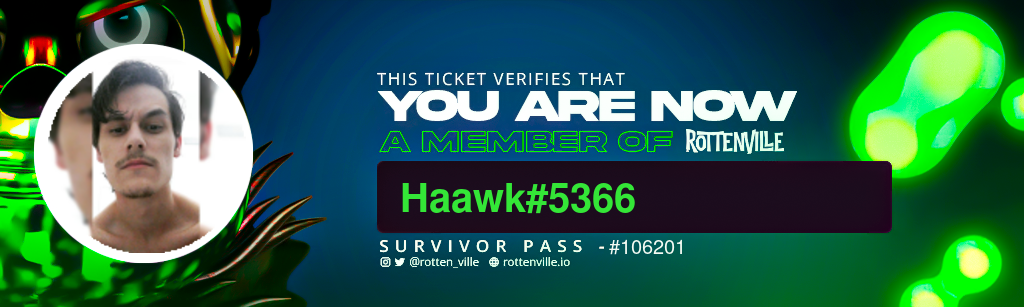 THIS TICKET VERIFIES THAT
YOU ARE NOW
A MEMBER OF ROTTENVILLE
Haawk#5366
SURVIVOR PASS - #106201
@rotten_ville rottenville.io